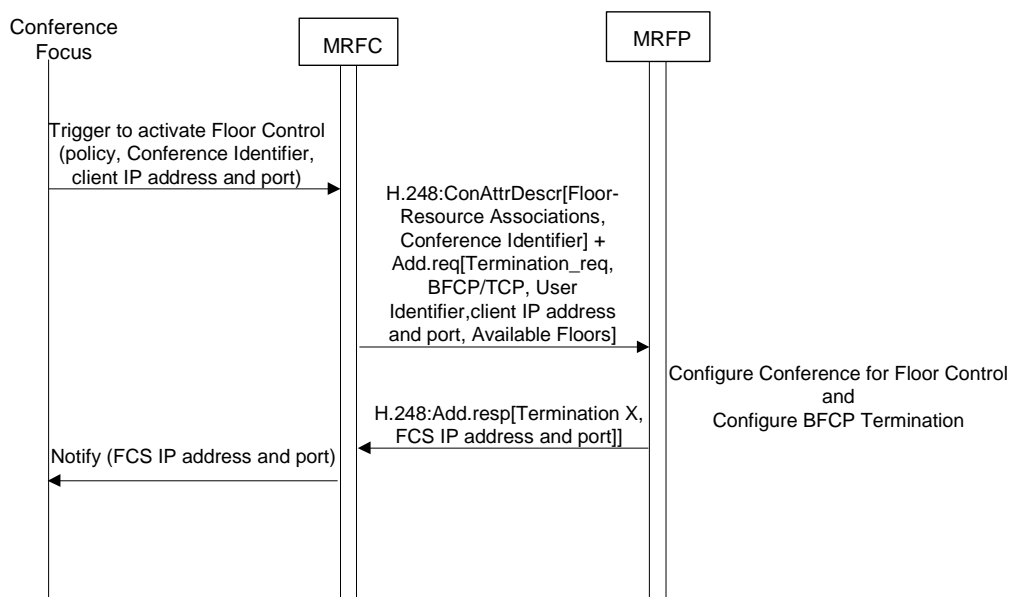 Conference
Focus
MRFC
MRFP
Trigger to activate Floor Control
(policy, Conference Identifier,
client IP address and port)
H.248:ConAttrDescr[Floor-
Resource Associations,
Conference Identifier] +
Add.req[Termination_req,
BFCP/TCP, User
Identifier,client IP address
and port, Available Floors]
Configure Conference for Floor Control
and
Configure BFCP Termination
H.248:Add.resp[Termination X,
FCS IP address and port]]
Notify (FCS IP address and port)